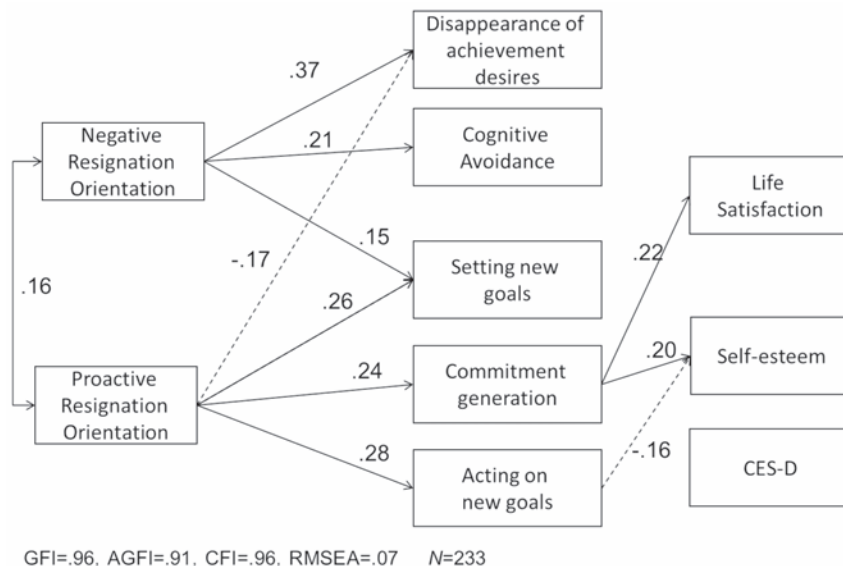 Disappearance of
achievement
desires
.37
Negative
Resignation
Orientation
.21
Cognitive
Avoidance
Life
Satisfaction
.15
-.17
Setting new
goals
.22
.16
.26
.20
Self-esteem
Proactive
Resignation
Orientation
.24
Commitment
generation
.28
-.16
Acting on
new goals
CES-D
GFI=.96, AGFI=.91, CFI=.96, RMSEA=.07 N=233